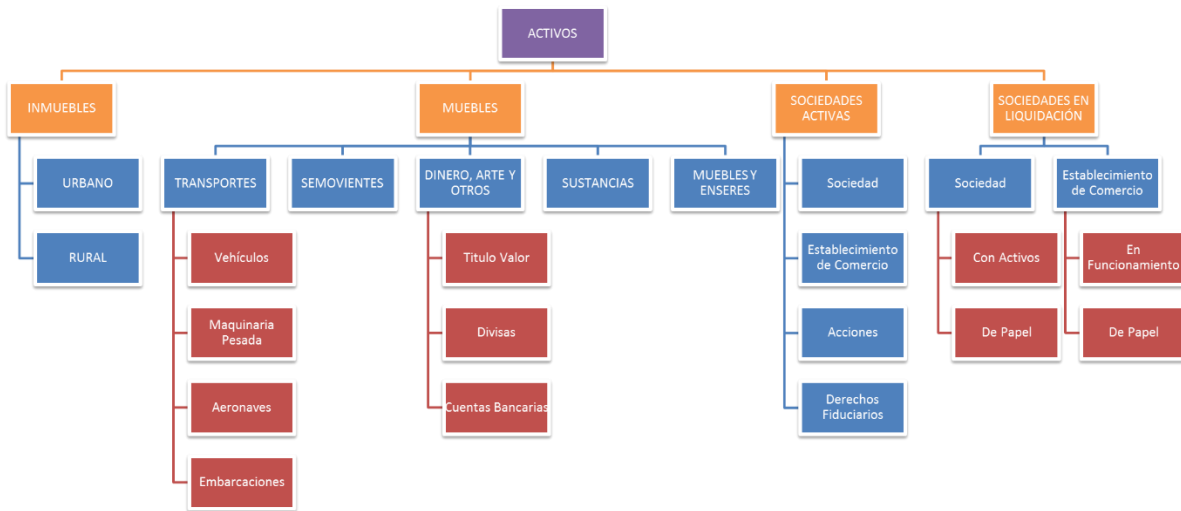 ACTIVOS
INMUEBLES
MUEBLES
SOCIEDADES
ACTIVAS
SOCIEDADES EN
LIQUIDACIÓN
URBANO
RURAL
TRANSPORTES
SEMOVIENTES
DINERO, ARTE Y
OTROS
SUSTANCIAS
MUEBLES Y
ENSERES
Vehículos
Maquinaria
Pesada
Aeronaves
Embarcaciones
Titulo Valor
Divisas
Cuentas Bancarias
Sociedad
Establecimiento
de Comercio
Acciones
Derechos
Fiduciarios
Sociedad
Establecimiento
de Comercio
Con Activos
De Papel
En
Funcionamiento
De Papel